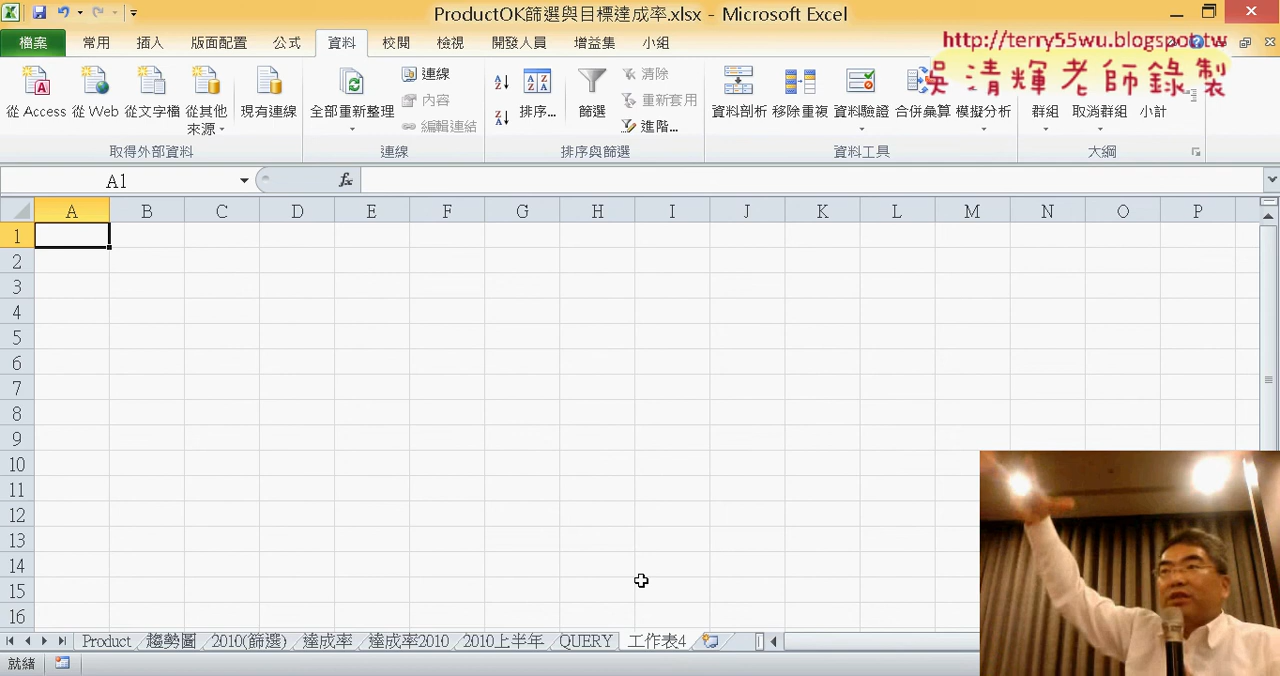 ProductOK篩選與目標達成率.xlsx - Microsoft Excel
檔案 常用 插入 版面配置 公式 資料 校閱 檢視 開發人員 增益集 小組
http://terry55wu.blogspot.tw
吳清輝老師錄製
從 Access 從 Web 從文字檔 從其他來源 現有連線
取得外部資料
全部重新整理 連線 內容 編輯連結
連線
排序... 篩選 清除 重新套用 進階...
排序與篩選
資料剖析 移除重複 資料驗證 合併彙算 模擬分析
資料工具
群組 取消群組 小計
大綱
A1 fx
A B C D E F G H I J K L M N O P
1
2
3
4
5
6
7
8
9
10
11
12
13
14
15
16
Product 趨勢圖 2010(篩選) 達成率 達成率2010 2010上半年 QUERY 工作表4
就緒